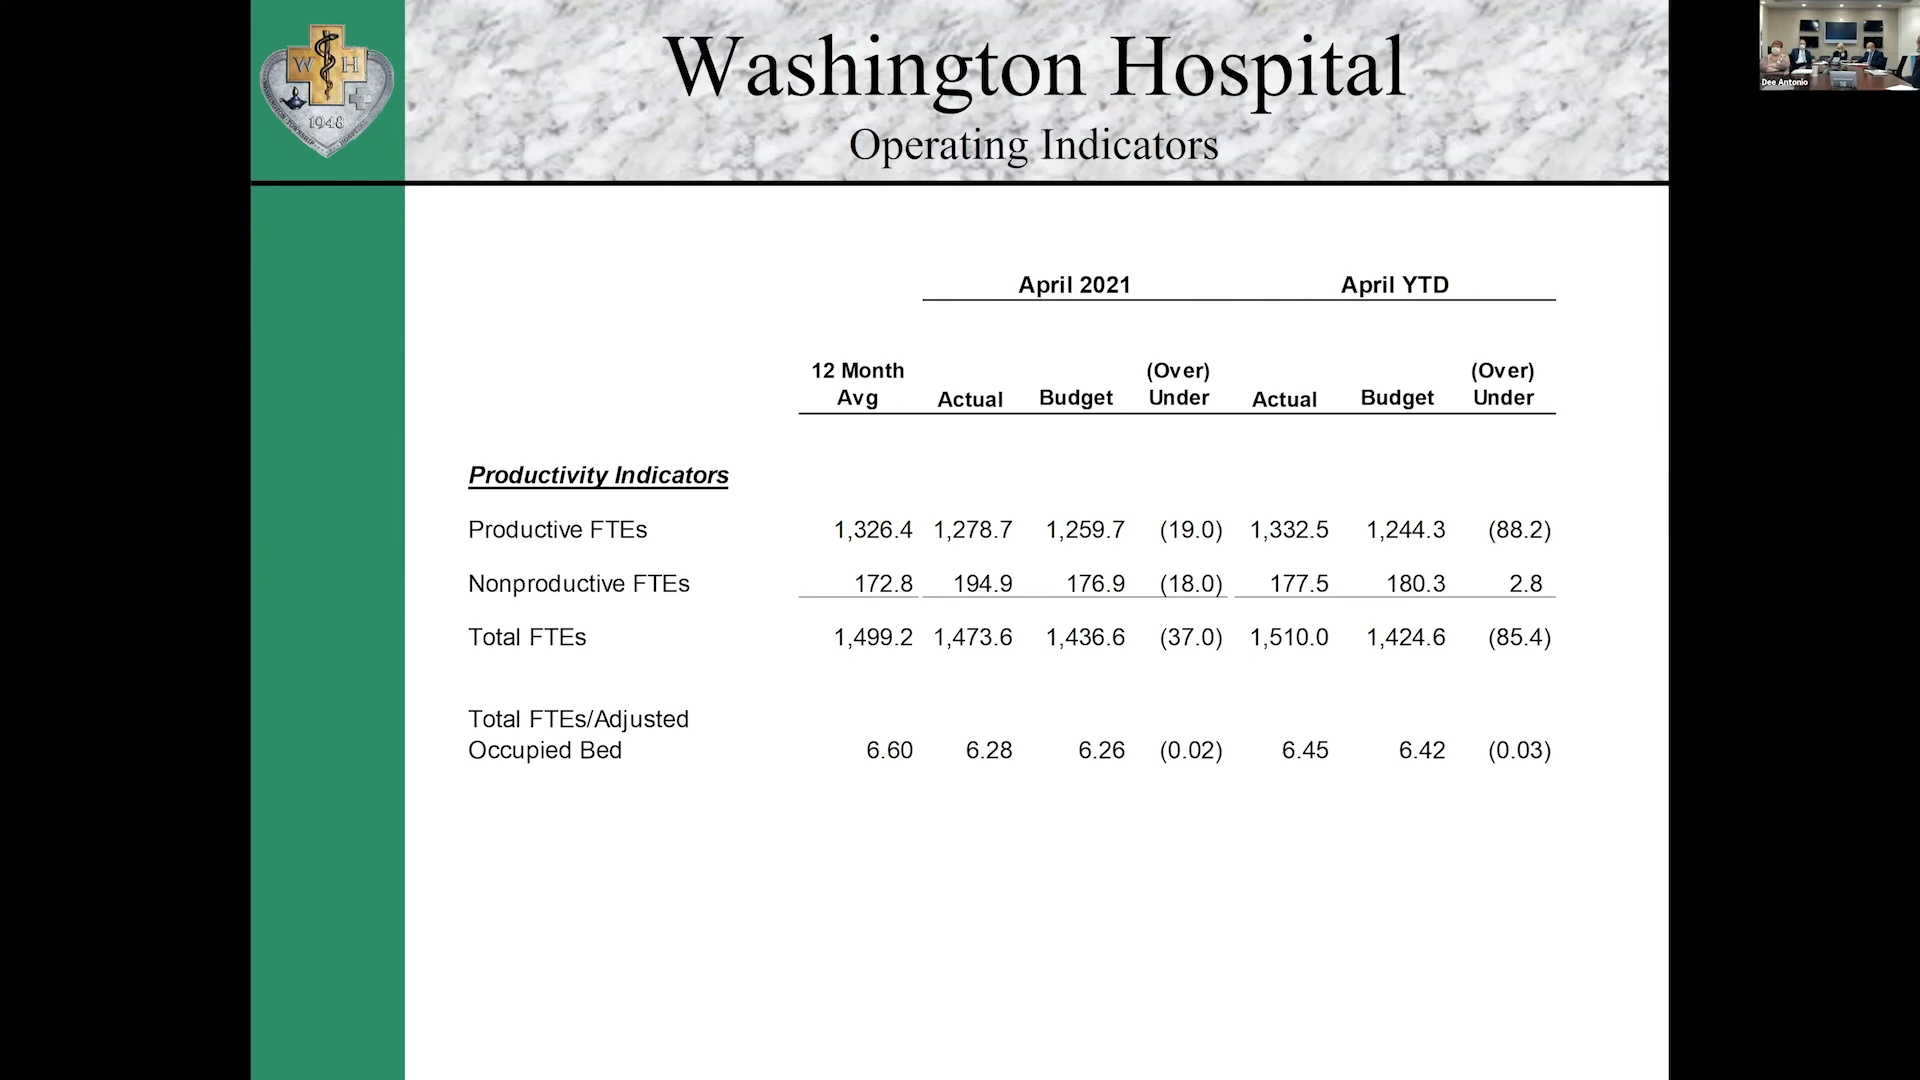 Washington Hospital
Operating Indicators
W H
1948
Dee Antonio
April 2021 April YTD
12 Month Avg Actual Budget (Over) Under Actual Budget (Over) Under
Productivity Indicators
Productive FTEs 1,326.4 1,278.7 1,259.7 (19.0) 1,332.5 1,244.3 (88.2)
Nonproductive FTEs 172.8 194.9 176.9 (18.0) 177.5 180.3 2.8
Total FTEs 1,499.2 1,473.6 1,436.6 (37.0) 1,510.0 1,424.6 (85.4)
Total FTEs/Adjusted
Occupied Bed 6.60 6.28 6.26 (0.02) 6.45 6.42 (0.03)